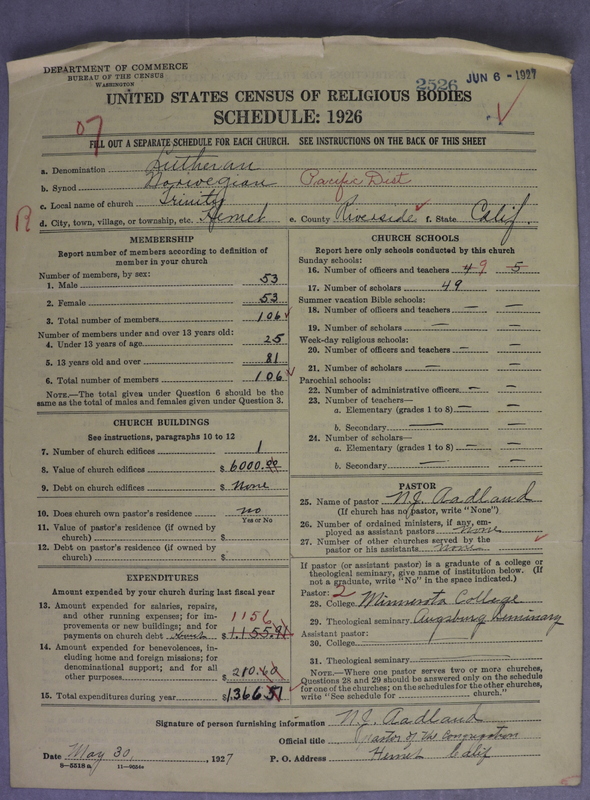 DEPARTMENT OF COMMERCE
BUREAU OF THE CENSUS
WASHINGTON
2526 JUN 6 - 1927
UNITED STATES CENSUS OF RELIGIOUS BODIES
SCHEDULE: 1926
07
FILL OUT A SEPARATE SCHEDULE FOR EACH CHURCH. SEE INSTRUCTIONS ON THE BACK OF THIS SHEET
a. Denomination Lutheran
b. Synod Norwegian Pacific Dist
c. Local name of church Trinity
R d. City, town, village, or township, etc. Hemet e. County Riverside f. State Calif.
MEMBERSHIP
Report number of members according to definition of
member in your church
Number of members, by sex:
1. Male 53
2. Female 53
3. Total number of members 106
Number of members under and over 13 years old:
4. Under 13 years of age 25
5. 13 years old and over 81
6. Total number of members 106
NOTE.—The total given under Question 6 should be the
same as the total of males and females given under Question 3.
CHURCH BUILDINGS
See instructions, paragraphs 10 to 12
7. Number of church edifices 1
8. Value of church edifices $ 6000.00
9. Debt on church edifices $ None
10. Does church own pastor's residence no
Yes or No
11. Value of pastor's residence (if owned by
church) $
12. Debt on pastor's residence (if owned by
church) $
EXPENDITURES
Amount expended by your church during last fiscal year
13. Amount expended for salaries, repairs,
and other running expenses; for im-
provements or new buildings; and for
payments on church debt 1156 $ 1155.91
14. Amount expended for benevolences, in-
cluding home and foreign missions; for
denominational support; and for all
other purposes $ 210.60
15. Total expenditures during year $ 1366 51
CHURCH SCHOOLS
Report here only schools conducted by this church
Sunday schools:
16. Number of officers and teachers 4 9 5
17. Number of scholars 49
Summer vacation Bible schools:
18. Number of officers and teachers — —
19. Number of scholars — —
Week-day religious schools:
20. Number of officers and teachers — —
21. Number of scholars — —
Parochial schools:
22. Number of administrative officers — —
23. Number of teachers—
a. Elementary (grades 1 to 8) — —
b. Secondary — —
24. Number of scholars—
a. Elementary (grades 1 to 8) — —
b. Secondary — —
PASTOR
25. Name of pastor N.J. Aadland
(If church has no pastor, write "None")
26. Number of ordained ministers, if any, em-
ployed as assistant pastors None
27. Number of other churches served by the
pastor or his assistants None
If pastor (or assistant pastor) is a graduate of a college or
theological seminary, give name of institution below. (If
not a graduate, write "No" in the space indicated.)
Pastor: 2
28. College Minnesota College
29. Theological seminary Augsburg Seminary
Assistant pastor:
30. College
31. Theological seminary
NOTE.—Where one pastor serves two or more churches,
Questions 28 and 29 should be answered only on the schedule
for one of the churches; on the schedules for the other churches,
write "See schedule for church."
Signature of person furnishing information N.J. Aadland
Official title Pastor of the Congregation
Date May 30, 1927 P. O. Address Hemet Calif
8-5518a 11-9654a